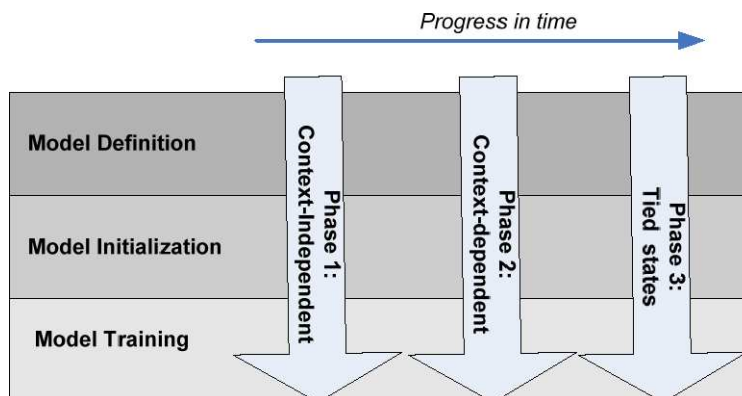 Progress in time
Model Definition
Model Initialization
Model Training
Phase 1:
Context-Independent
Phase 2:
Context-dependent
Phase 3:
Tied states